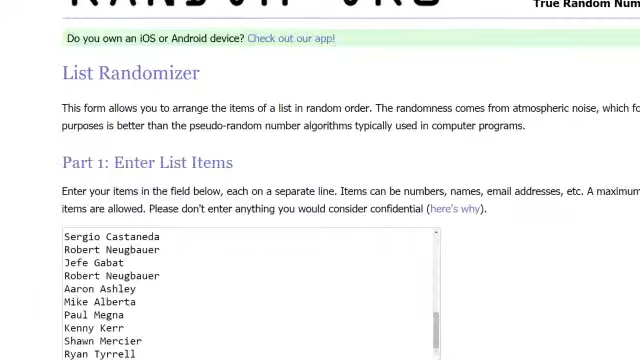 RANDOM ORG
True Random Num
Do you own an iOS or Android device? Check out our app!
List Randomizer
This form allows you to arrange the items of a list in random order. The randomness comes from atmospheric noise, which fo
purposes is better than the pseudo-random number algorithms typically used in computer programs.
Part 1: Enter List Items
Enter your items in the field below, each on a separate line. Items can be numbers, names, email addresses, etc. A maximum
items are allowed. Please don't enter anything you would consider confidential (here's why).
Sergio Castaneda
Robert Neugbauer
Jefe Gabat
Robert Neugbauer
Aaron Ashley
Mike Alberta
Paul Megna
Kenny Kerr
Shawn Mercier
Ryan Tyrrell